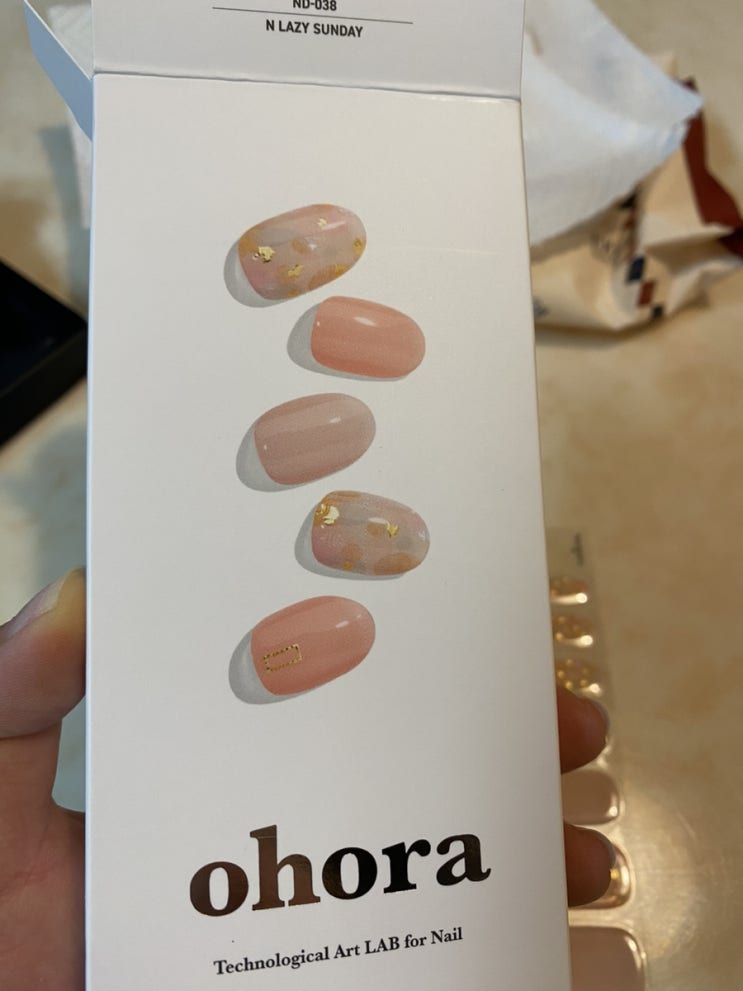 ND-038
N LAZY SUNDAY
ohora
Technological Art LAB for Nail